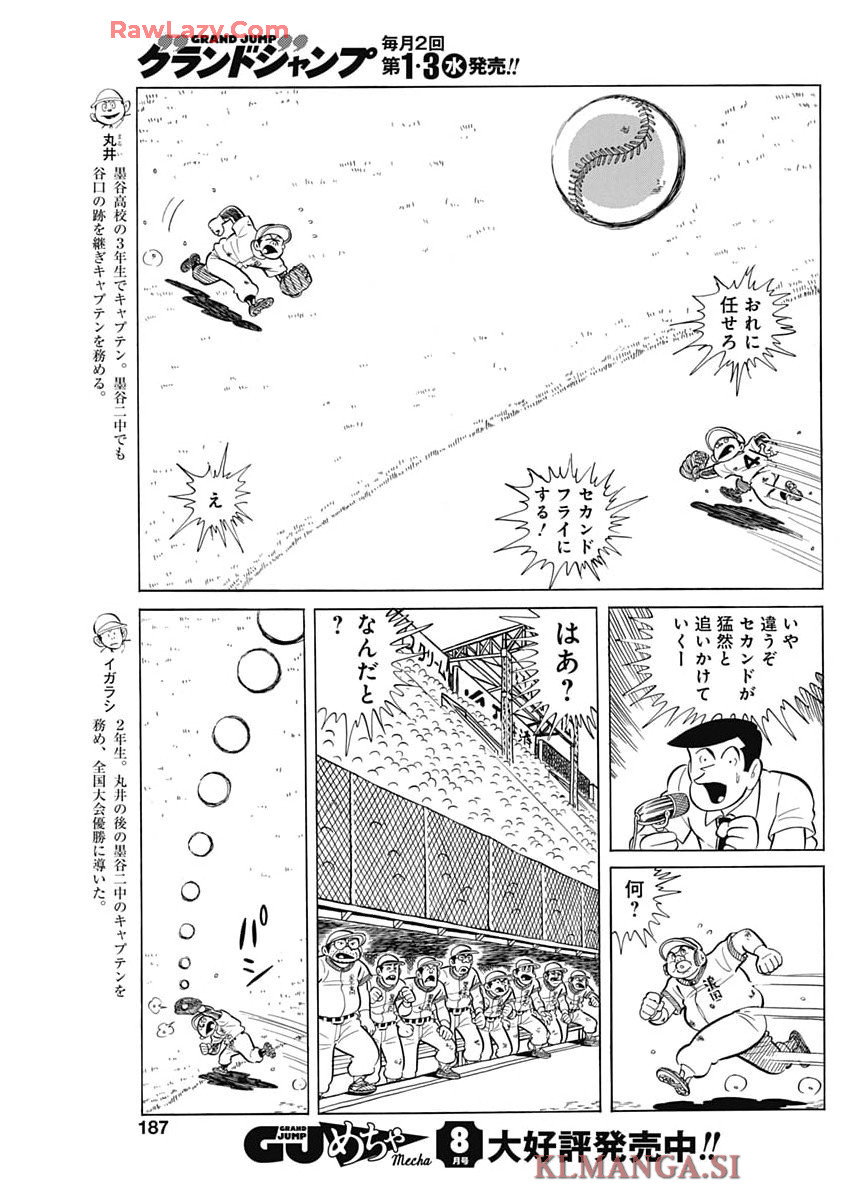 RawLazy.Com
GRAND JUMP
グランドジャンプ
毎月2回
第1・3水発売!!
丸井
まるい
墨谷高校の3年生でキャプテン。墨谷二中でも
谷口の跡を継ぎキャプテンを務める。
おれに
任せろ
セカンド
フライに
する!
え
4
いや
違うぞ
セカンドが
猛然と
追いかけて
いくー
何?
はあ?
なんだと
?
パシ
イガラシ
2年生。丸井の後の墨谷二中のキャプテンを
務め、全国大会優勝に導いた。
187
GRAND
JUMP
GJめちゃ
Mecha
8
月号
大好評発売中!!
KLMANGA.SI